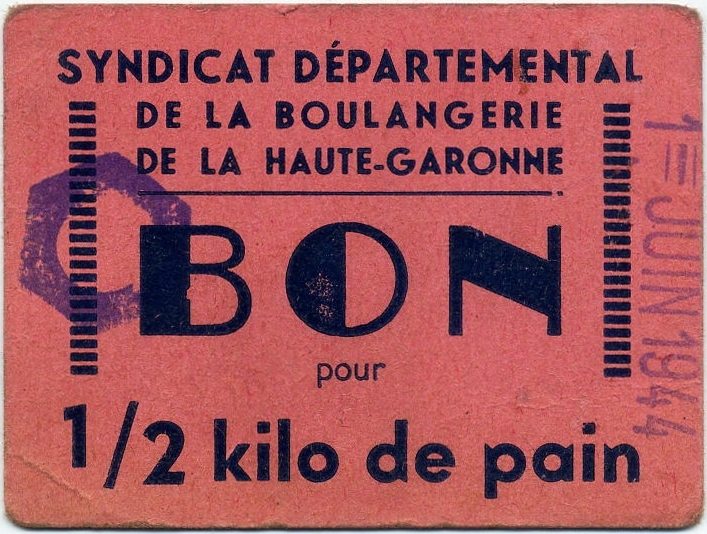 SYNDICAT DÉPARTEMENTAL
DE LA BOULANGERIE
DE LA HAUTE-GARONNE
BON
pour
1/2 kilo de pain
1er JUIN 1944